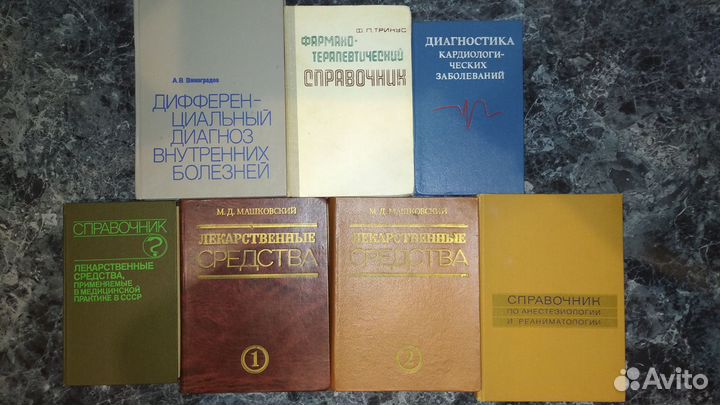 А.В. Виноградов
ДИФФЕРЕН-
ЦИАЛЬНЫЙ
ДИАГНОЗ
ВНУТРЕННИХ
БОЛЕЗНЕЙ
Ф. П. ТРИНУС
ФАРМАКО-
ТЕРАПЕВТИЧЕСКИЙ
СПРАВОЧНИК
ДИАГНОСТИКА
КАРДИОЛОГИ-
ЧЕСКИХ
ЗАБОЛЕВАНИЙ
СПРАВОЧНИК
?
ЛЕКАРСТВЕННЫЕ
СРЕДСТВА,
ПРИМЕНЯЕМЫЕ
В МЕДИЦИНСКОЙ
ПРАКТИКЕ В СССР
М. Д. МАШКОВСКИЙ
ЛЕКАРСТВЕННЫЕ
СРЕДСТВА
1
М. Д. МАШКОВСКИЙ
ЛЕКАРСТВЕННЫЕ
СРЕДСТВА
2
СПРАВОЧНИК
ПО АНЕСТЕЗИОЛОГИИ
И РЕАНИМАТОЛОГИИ
Avito